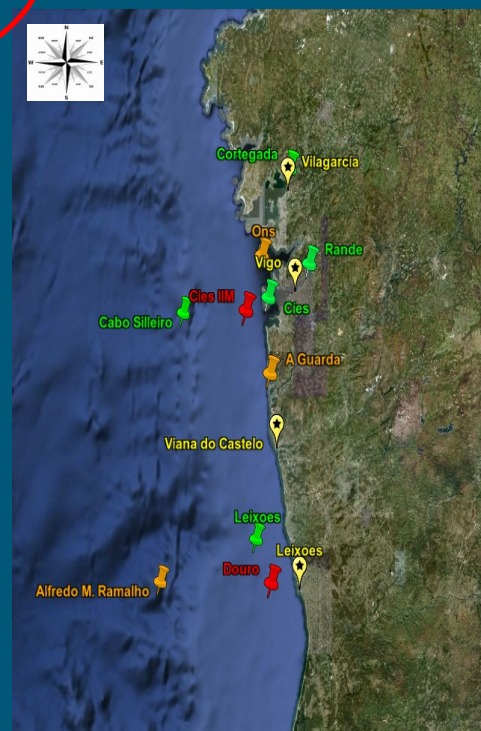 N
W
E
S
Cortegada
Vilagarcía
Ons
Vigo
Rande
Cies IIM
Cies
Cabo Silleiro
A Guarda
Viana do Castelo
Leixoes
Leixoes
Douro
Alfredo M. Ramalho